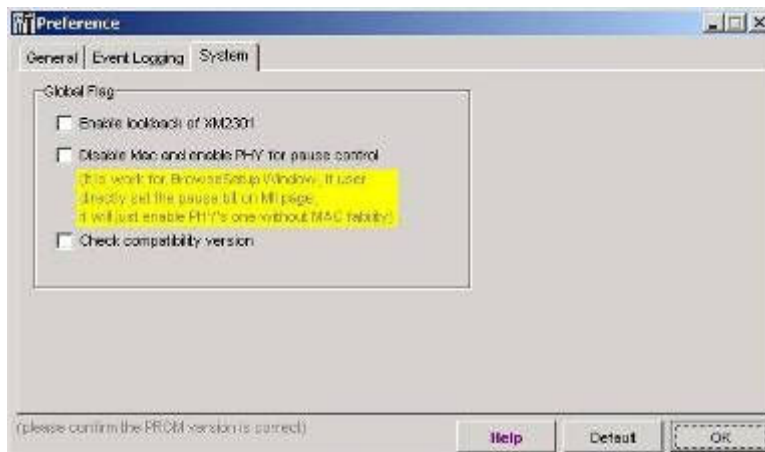 Preference
General Event Logging System
Global Flag
Enable lookback of XM2301
Disable Mac and enable PHY for pause control
(It is work for BrowseSetup Window, If user
directly set the pause bit on MII page,
it will just enable PHY's one without MAC fability)
Check compatibility version
(please confirm the PROM version is correct)
Help Default OK